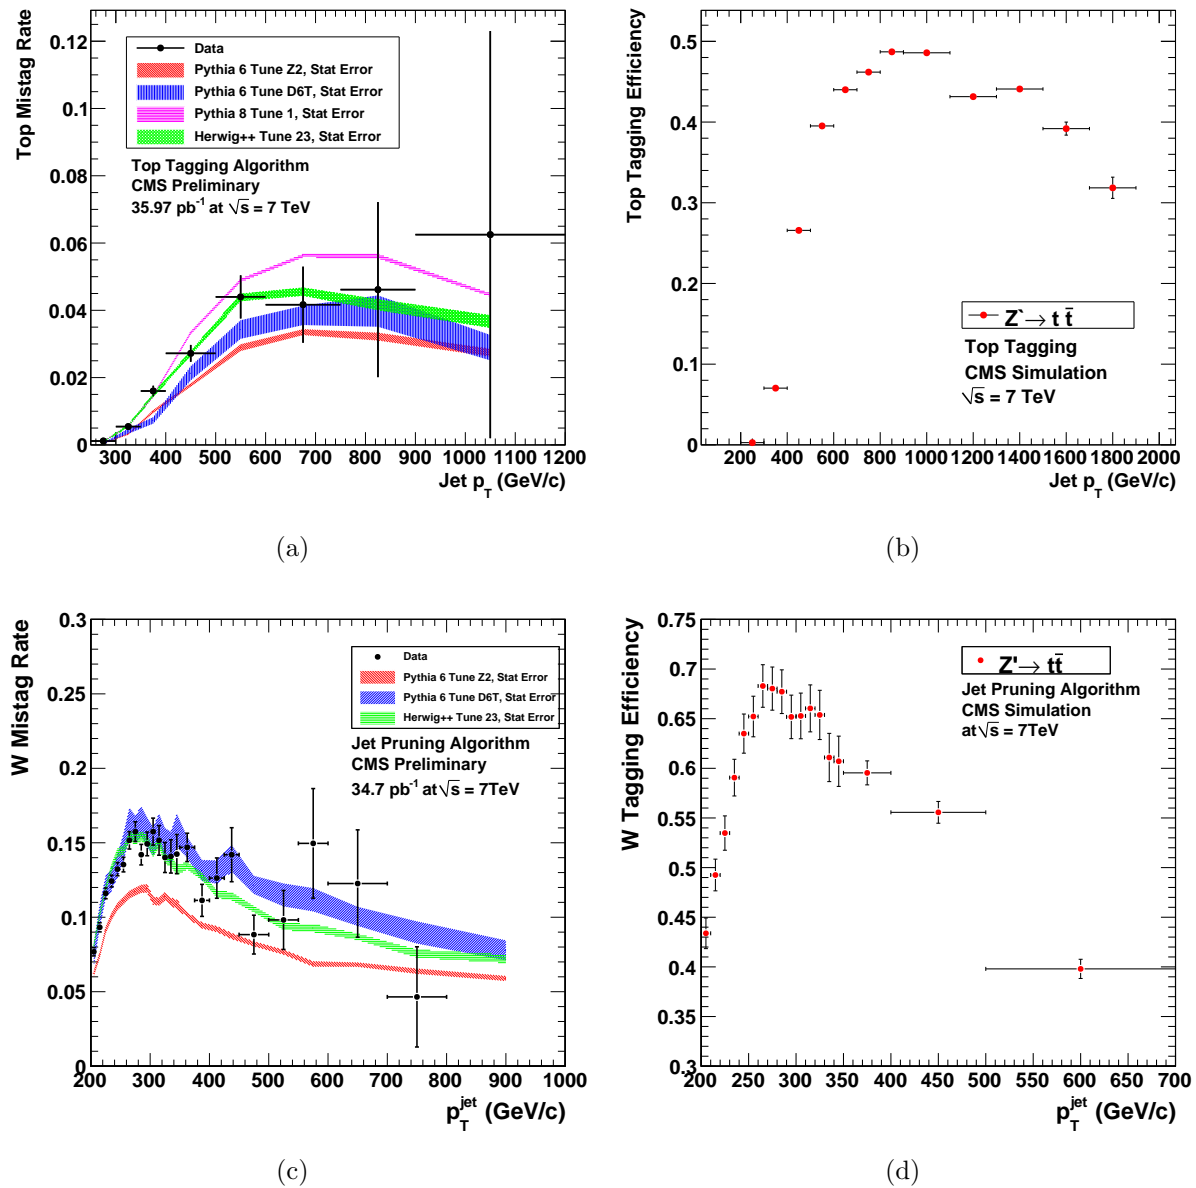 Top Mistag Rate
0.12
0.1
0.08
0.06
0.04
0.02
0
Data
Pythia 6 Tune Z2, Stat Error
Pythia 6 Tune D6T, Stat Error
Pythia 8 Tune 1, Stat Error
Herwig++ Tune 23, Stat Error
Top Tagging Algorithm
CMS Preliminary
35.97 pb⁻¹ at √s = 7 TeV
300 400 500 600 700 800 900 1000 1100 1200
Jet p_T (GeV/c)
(a)
Top Tagging Efficiency
0.5
0.4
0.3
0.2
0.1
0
Z` → t t̄
Top Tagging
CMS Simulation
√s = 7 TeV
200 400 600 800 1000 1200 1400 1600 1800 2000
Jet p_T (GeV/c)
(b)
W Mistag Rate
0.3
0.25
0.2
0.15
0.1
0.05
0
Data
Pythia 6 Tune Z2, Stat Error
Pythia 6 Tune D6T, Stat Error
Herwig++ Tune 23, Stat Error
Jet Pruning Algorithm
CMS Preliminary
34.7 pb⁻¹ at √s = 7TeV
200 300 400 500 600 700 800 900 1000
p_T^jet (GeV/c)
(c)
W Tagging Efficiency
0.75
0.7
0.65
0.6
0.55
0.5
0.45
0.4
0.35
0.3
Z' → tt̄
Jet Pruning Algorithm
CMS Simulation
at √s = 7TeV
200 250 300 350 400 450 500 550 600 650 700
p_T^jet (GeV/c)
(d)